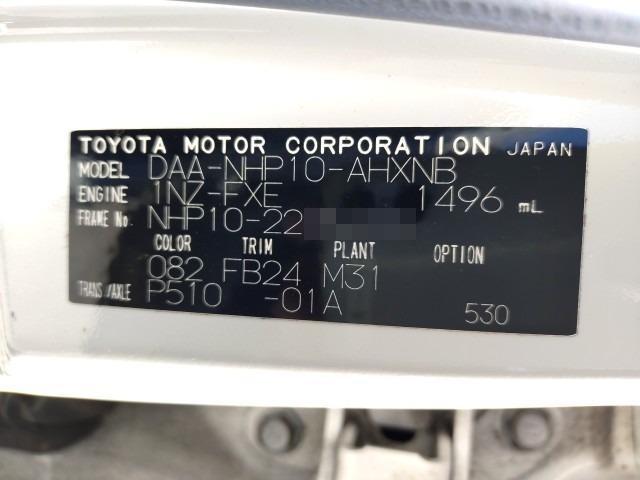 TOYOTA MOTOR CORPORATION JAPAN
MODEL DAA-NHP10-AHXNB
ENGINE 1NZ-FXE 1496 mL
FRAME No. NHP10-22
COLOR TRIM PLANT OPTION
082 FB24 M31
TRANS./AXLE P510 -01A 530